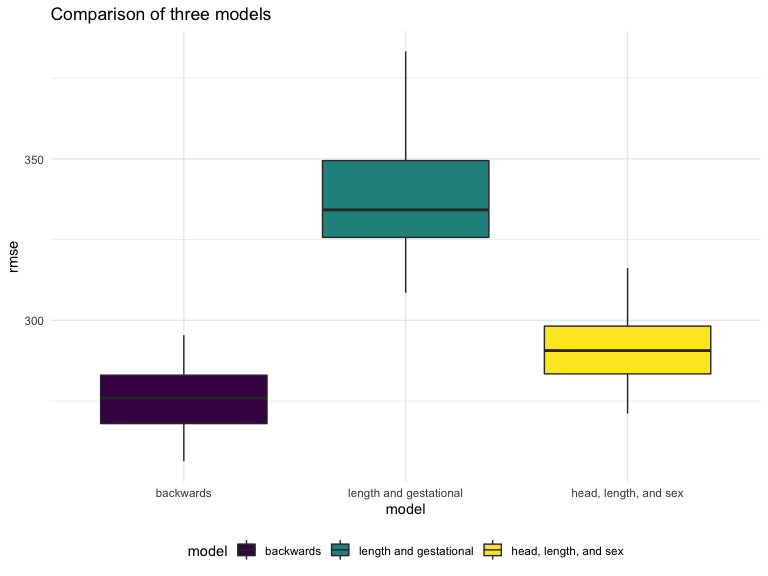 Comparison of three models
rmse
350
300
backwards
length and gestational
head, length, and sex
model
model backwards length and gestational head, length, and sex